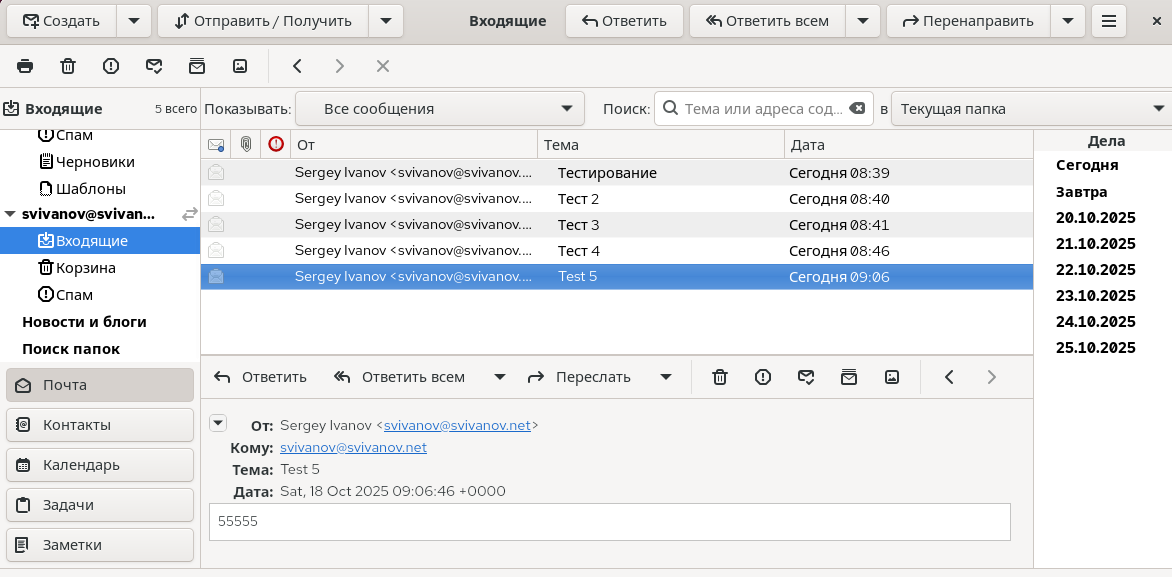 Создать Отправить / Получить Входящие Ответить Ответить всем Перенаправить
Входящие 5 всего Показывать: Все сообщения Поиск: Тема или адреса сод… в Текущая папка
Спам
Черновики
Шаблоны
svivanov@svivan...
Входящие
Корзина
Спам
Новости и блоги
Поиск папок
Почта
Контакты
Календарь
Задачи
Заметки
От Тема Дата
Sergey Ivanov <svivanov@svivanov.... Тестирование Сегодня 08:39
Sergey Ivanov <svivanov@svivanov.... Тест 2 Сегодня 08:40
Sergey Ivanov <svivanov@svivanov.... Тест 3 Сегодня 08:41
Sergey Ivanov <svivanov@svivanov.... Тест 4 Сегодня 08:46
Sergey Ivanov <svivanov@svivanov.... Test 5 Сегодня 09:06
Ответить Ответить всем Переслать
От: Sergey Ivanov <svivanov@svivanov.net>
Кому: svivanov@svivanov.net
Тема: Test 5
Дата: Sat, 18 Oct 2025 09:06:46 +0000
55555
Дела
Сегодня
Завтра
20.10.2025
21.10.2025
22.10.2025
23.10.2025
24.10.2025
25.10.2025